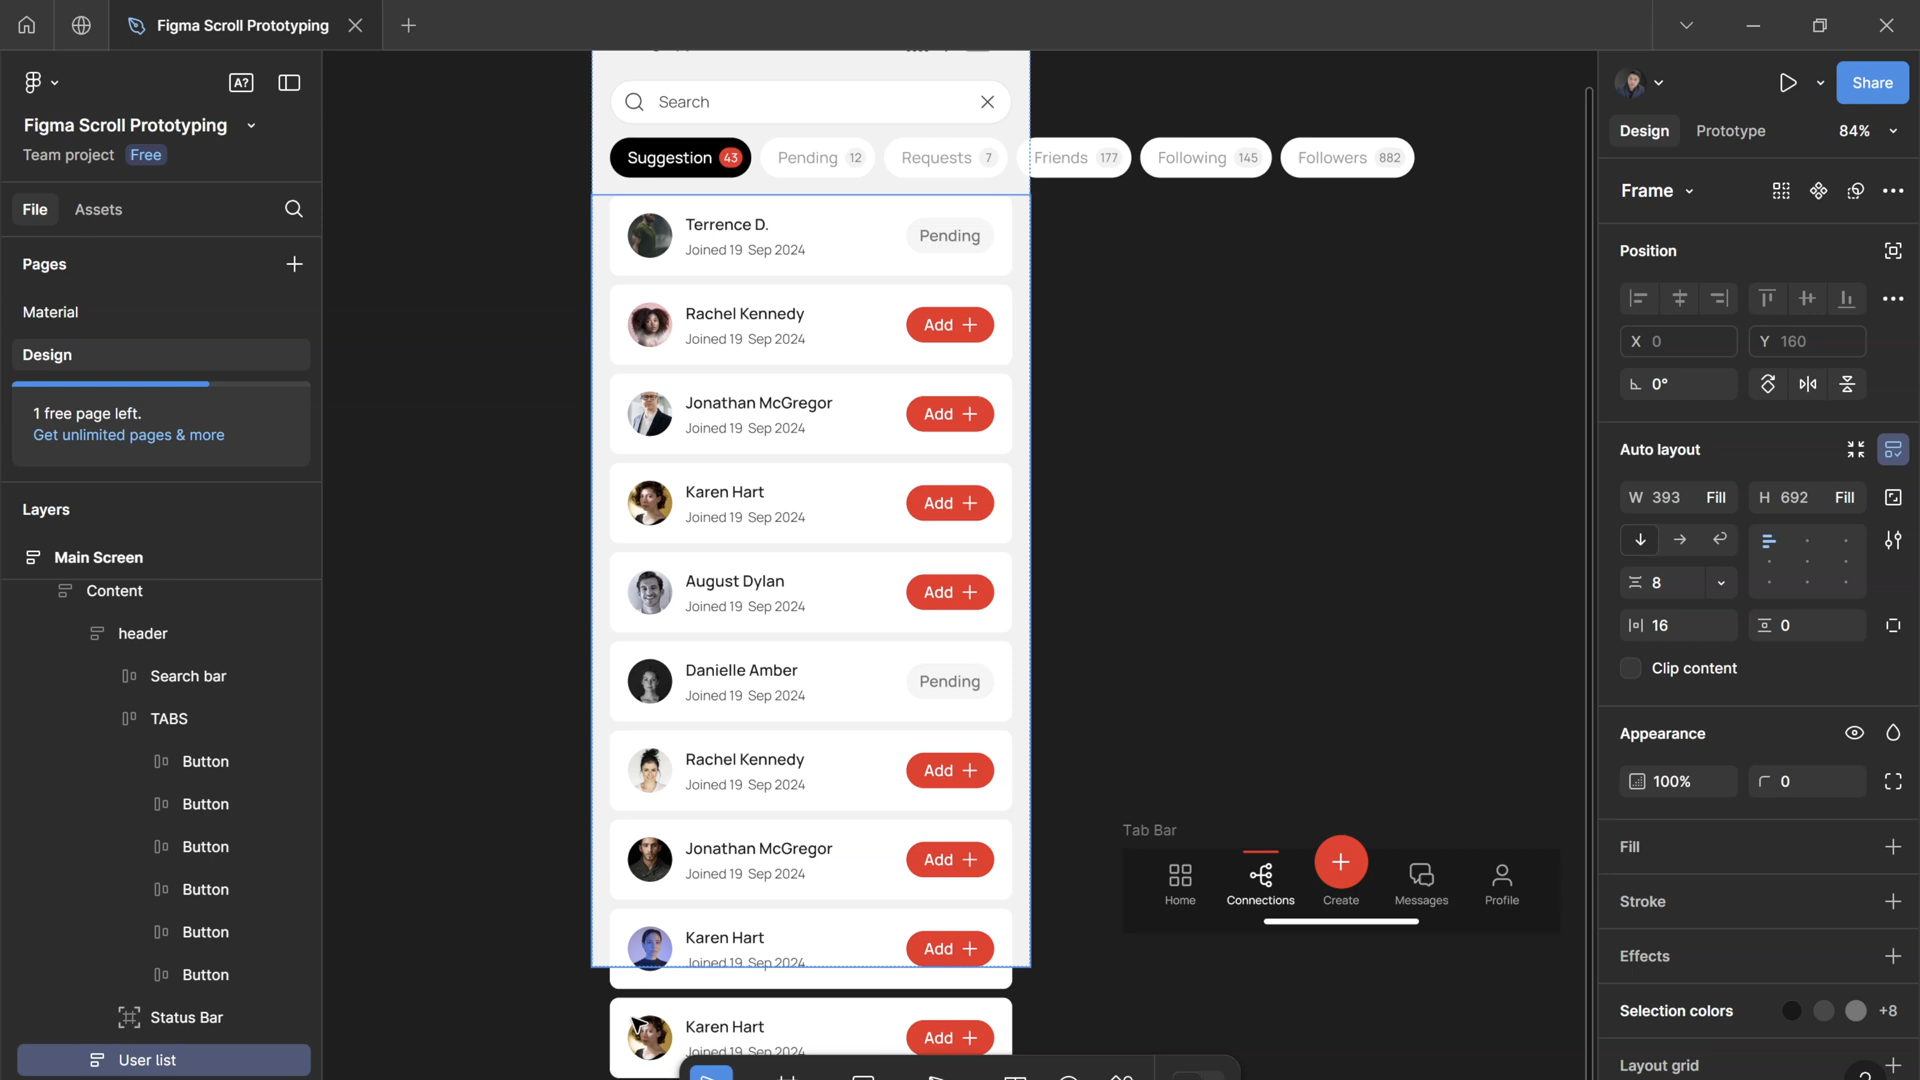 Figma Scroll Prototyping
A?
Figma Scroll Prototyping
Team project Free
File Assets
Pages
Material
Design
1 free page left.
Get unlimited pages & more
Layers
Main Screen
Content
header
Search bar
TABS
Button
Button
Button
Button
Button
Button
Status Bar
User list
Search
Suggestion 43 Pending 12 Requests 7 Friends 177 Following 145 Followers 882
Terrence D.
Joined 19 Sep 2024
Pending
Rachel Kennedy
Joined 19 Sep 2024
Add
Jonathan McGregor
Joined 19 Sep 2024
Add
Karen Hart
Joined 19 Sep 2024
Add
August Dylan
Joined 19 Sep 2024
Add
Danielle Amber
Joined 19 Sep 2024
Pending
Rachel Kennedy
Joined 19 Sep 2024
Add
Jonathan McGregor
Joined 19 Sep 2024
Add
Karen Hart
Joined 19 Sep 2024
Add
Karen Hart
Joined 19 Sep 2024
Add
Tab Bar
Home Connections Create Messages Profile
Share
Design Prototype 84%
Frame
Position
X 0 Y 160
0°
Auto layout
W 393 Fill H 692 Fill
8
16 0
Clip content
Appearance
100% 0
Fill
Stroke
Effects
Selection colors +8
Layout grid